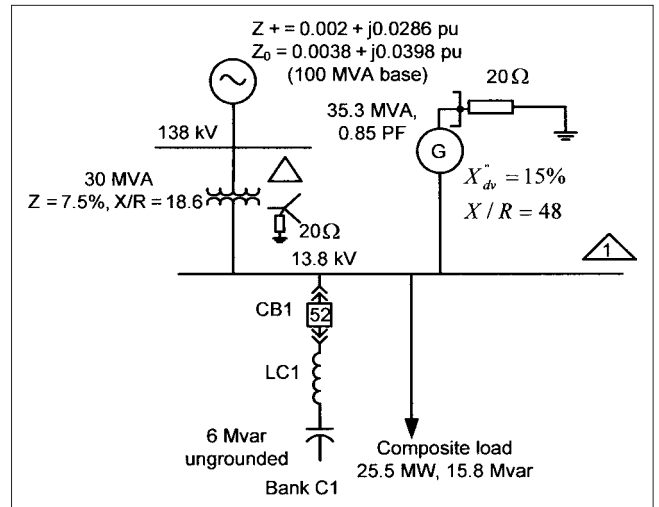 Z + = 0.002 + j0.0286 pu
Z₀ = 0.0038 + j0.0398 pu
(100 MVA base)
20Ω
35.3 MVA,
0.85 PF
G
138 kV
X"dv = 15%
X / R = 48
30 MVA
Z = 7.5%, X/R = 18.6
20Ω
13.8 kV
1
CB1
52
LC1
6 Mvar
ungrounded
Bank C1
Composite load
25.5 MW, 15.8 Mvar